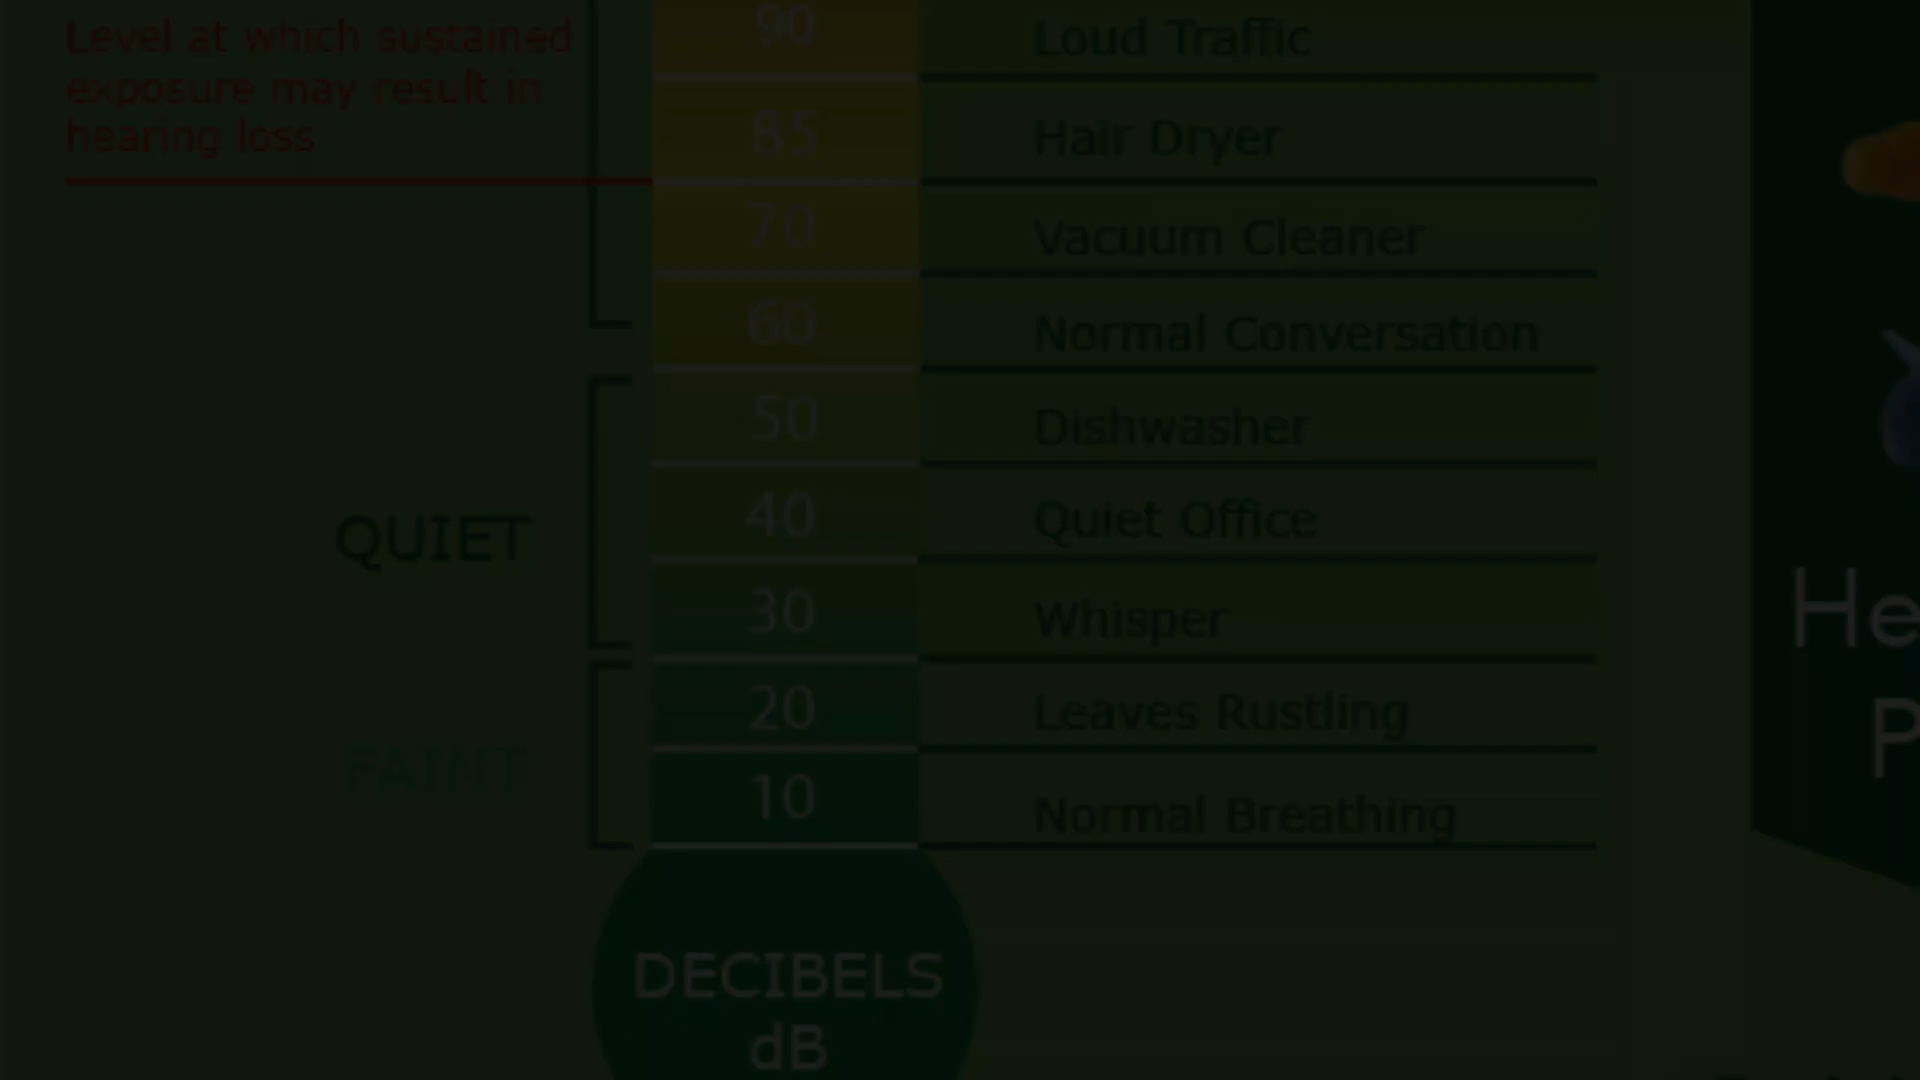 Level at which sustained
exposure may result in
hearing loss
90 Loud Traffic
85 Hair Dryer
70 Vacuum Cleaner
60 Normal Conversation
50 Dishwasher
QUIET
40 Quiet Office
30 Whisper
20 Leaves Rustling
FAINT
10 Normal Breathing
DECIBELS
dB
He
P